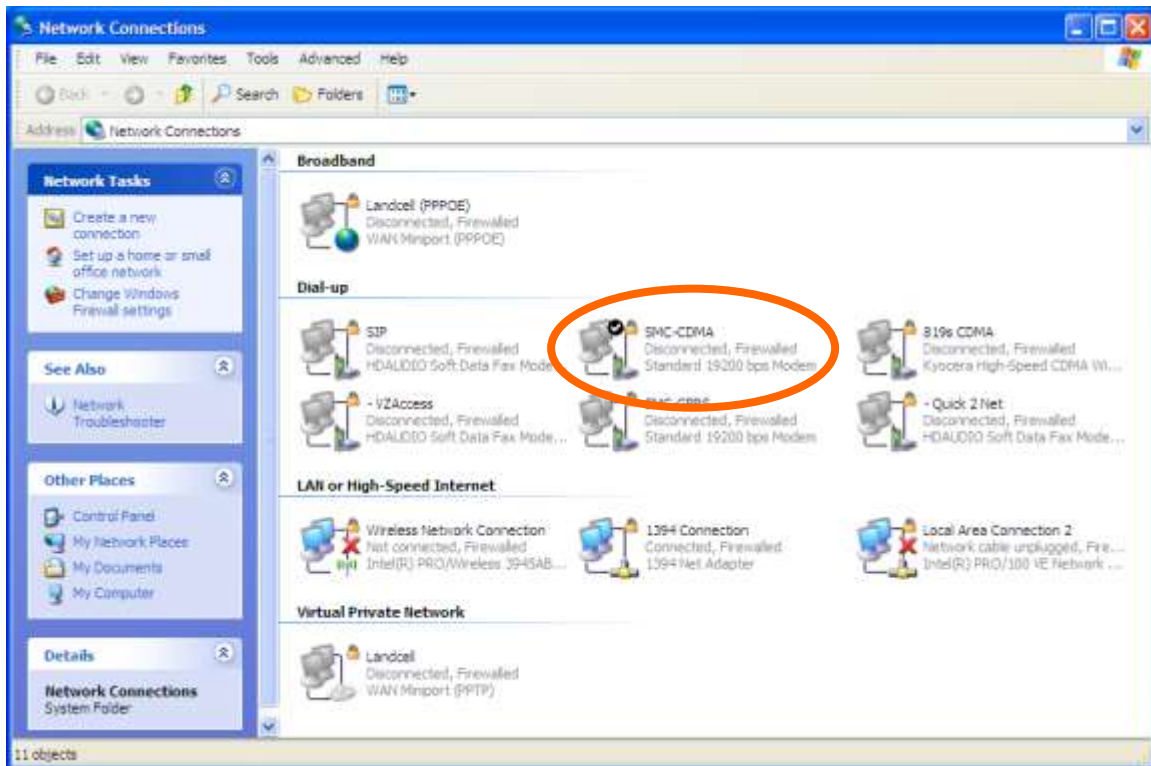 Network Connections
File Edit View Favorites Tools Advanced Help
Back Search Folders
Address Network Connections
Network Tasks
Create a new
connection
Set up a home or small
office network
Change Windows
Firewall settings
See Also
Network
Troubleshooter
Other Places
Control Panel
My Network Places
My Documents
My Computer
Details
Network Connections
System Folder
Broadband
Landcell (PPPOE)
Disconnected, Firewalled
WAN Miniport (PPPOE)
Dial-up
SIP
Disconnected, Firewalled
HDAUDIO Soft Data Fax Mode...
SMC-CDMA
Disconnected, Firewalled
Standard 19200 bps Modem
819s CDMA
Disconnected, Firewalled
Kyocera High-Speed CDMA Wi...
- VZAccess
Disconnected, Firewalled
HDAUDIO Soft Data Fax Mode...
SMC-GPRS
Disconnected, Firewalled
Standard 19200 bps Modem
- Quick 2 Net
Disconnected, Firewalled
HDAUDIO Soft Data Fax Mode...
LAN or High-Speed Internet
Wireless Network Connection
Not connected, Firewalled
Intel(R) PRO/Wireless 3945AB...
1394 Connection
Connected, Firewalled
1394 Net Adapter
Local Area Connection 2
Network cable unplugged, Fire...
Intel(R) PRO/100 VE Network ...
Virtual Private Network
Landcell
Disconnected, Firewalled
WAN Miniport (PPTP)
11 objects